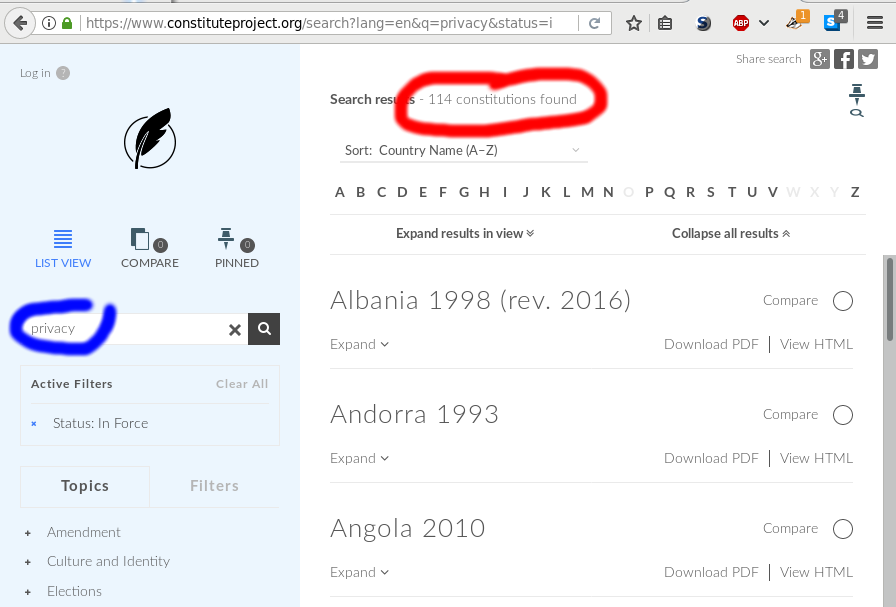 https://www.constituteproject.org/search?lang=en&q=privacy&status=i
ABP
1
S
4
Log in ?
LIST VIEW
COMPARE
0
PINNED
0
privacy
Active Filters
Clear All
× Status: In Force
Topics
Filters
+ Amendment
+ Culture and Identity
+ Elections
Share search
g+
f
Search results - 114 constitutions found
Sort: Country Name (A–Z)
A B C D E F G H I J K L M N O P Q R S T U V W X Y Z
Expand results in view
Collapse all results
Albania 1998 (rev. 2016)
Compare
Expand
Download PDF | View HTML
Andorra 1993
Compare
Expand
Download PDF | View HTML
Angola 2010
Compare
Expand
Download PDF | View HTML